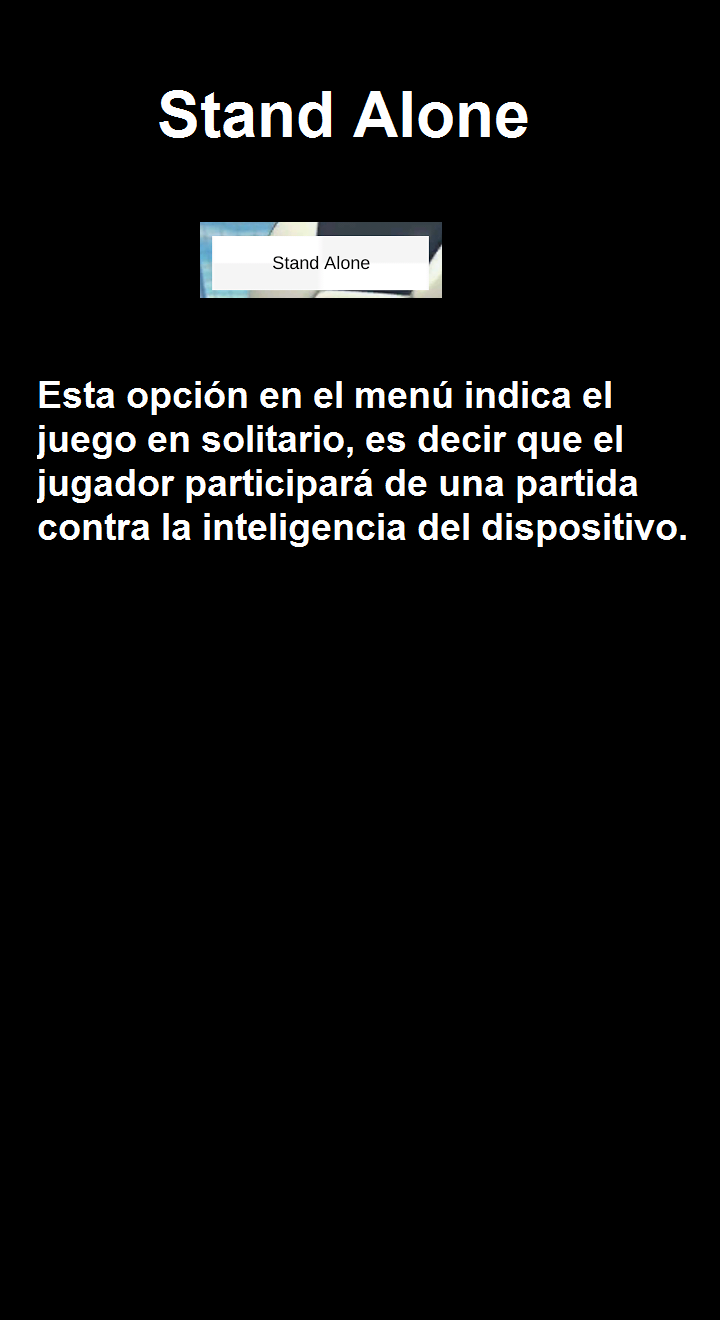 Stand Alone
Stand Alone
Esta opción en el menú indica el
juego en solitario, es decir que el
jugador participará de una partida
contra la inteligencia del dispositivo.